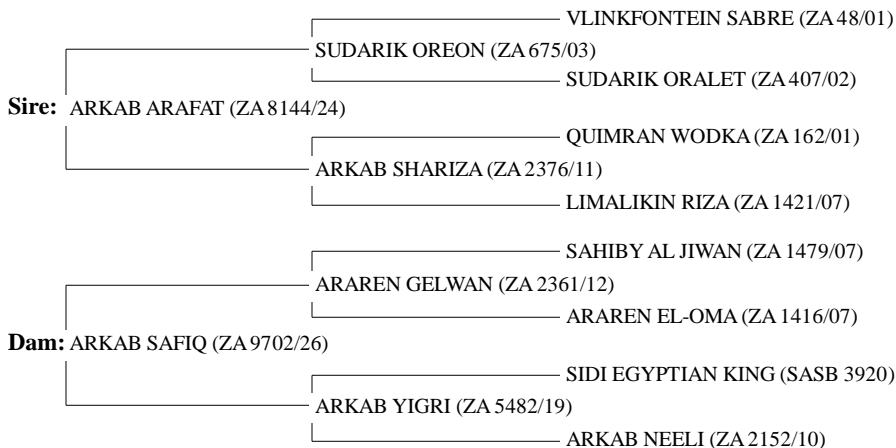 VLINKFONTEIN SABRE (ZA 48/01)
SUDARIK OREON (ZA 675/03)
SUDARIK ORALET (ZA 407/02)
Sire: ARKAB ARAFAT (ZA 8144/24)
QUIMRAN WODKA (ZA 162/01)
ARKAB SHARIZA (ZA 2376/11)
LIMALIKIN RIZA (ZA 1421/07)
SAHIBY AL JIWAN (ZA 1479/07)
ARAREN GELWAN (ZA 2361/12)
ARAREN EL-OMA (ZA 1416/07)
Dam: ARKAB SAFIQ (ZA 9702/26)
SIDI EGYPTIAN KING (SASB 3920)
ARKAB YIGRI (ZA 5482/19)
ARKAB NEELI (ZA 2152/10)